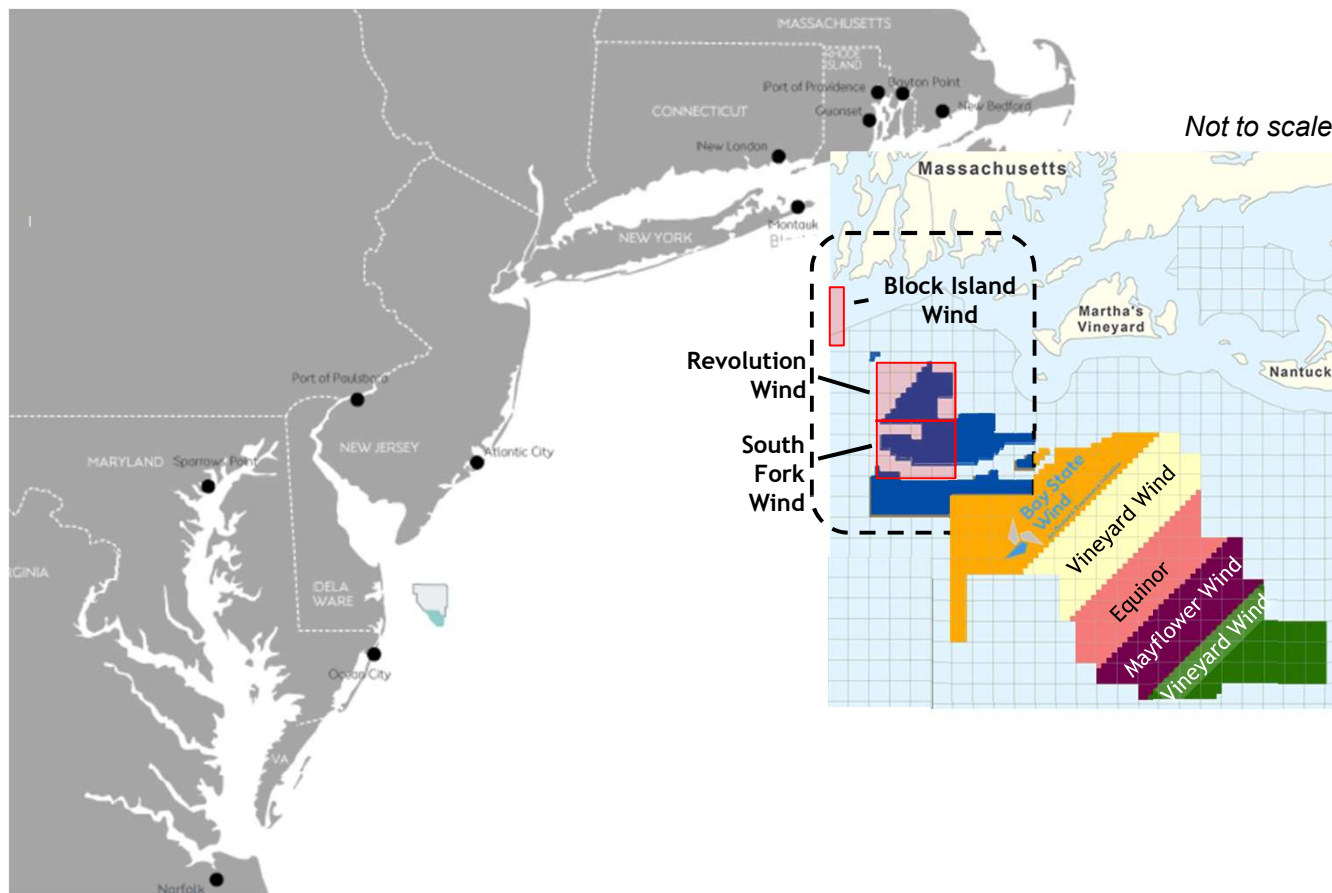 MASSACHUSETTS
RHODE
ISLAND
Port of Providence
Bayton Point
CONNECTICUT
Quonset
New Bedford
Not to scale
New London
Massachusetts
Montauk
NEW YORK
Block Island
Wind
Martha's
Vineyard
Revolution
Wind
Nantuck
Port of Paulsboro
South
Fork
Wind
NEW JERSEY
Atlantic City
MARYLAND
Sparrows Point
Bay State
Wind
Vineyard Wind
Equinor
Mayflower Wind
Vineyard Wind
RGINIA
DELA
WARE
Ocean City
VA
Norfolk